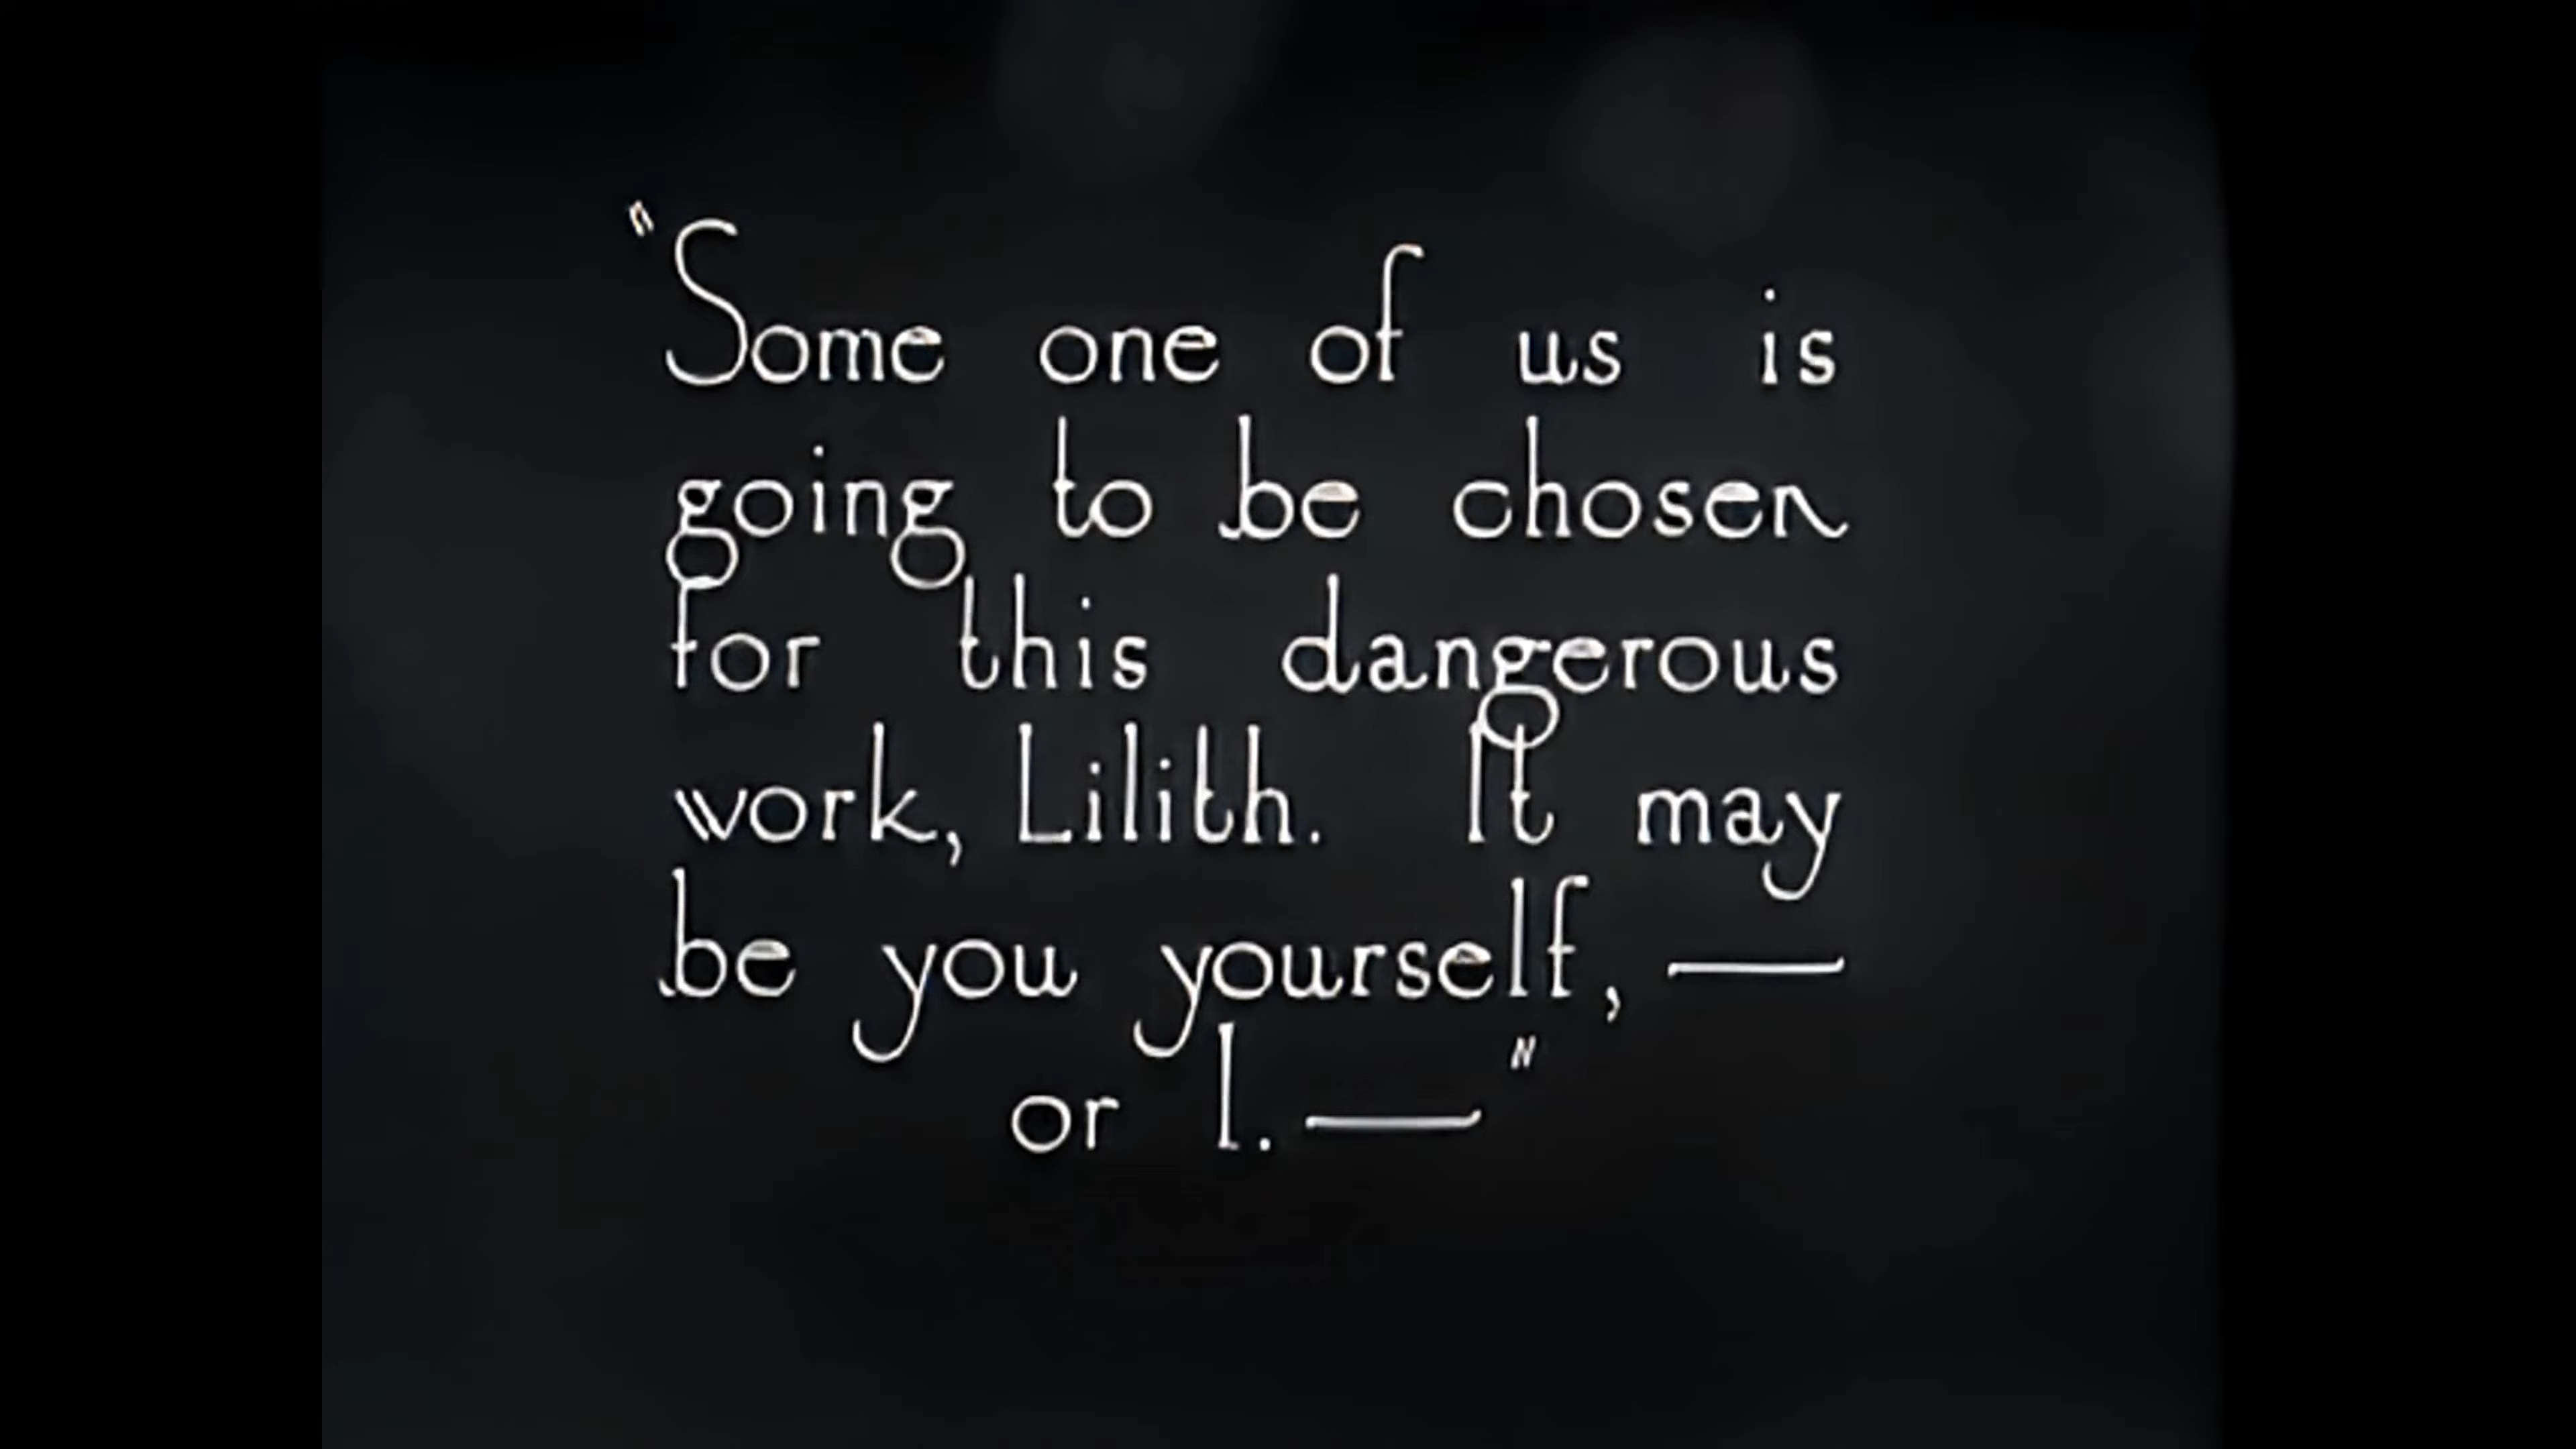 "Some one of us is
going to be chosen
for this dangerous
work, Lilith. It may
be you yourself, —
or I. — "